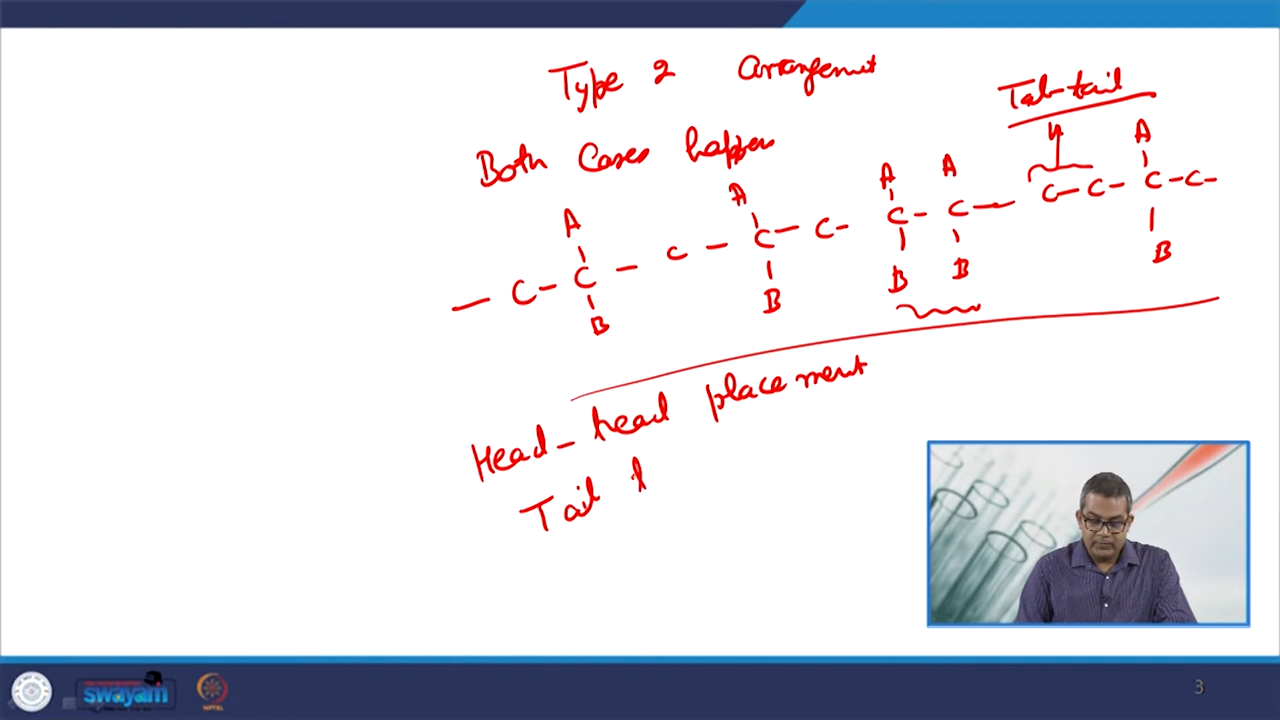 Type 2 arrangement
Tail-tail
Both Cases happen
A A A A A
- C - C - C - C - C - C - C - C - C - C - C -
B B B B B
Head - head placement
Tail
3
swayam